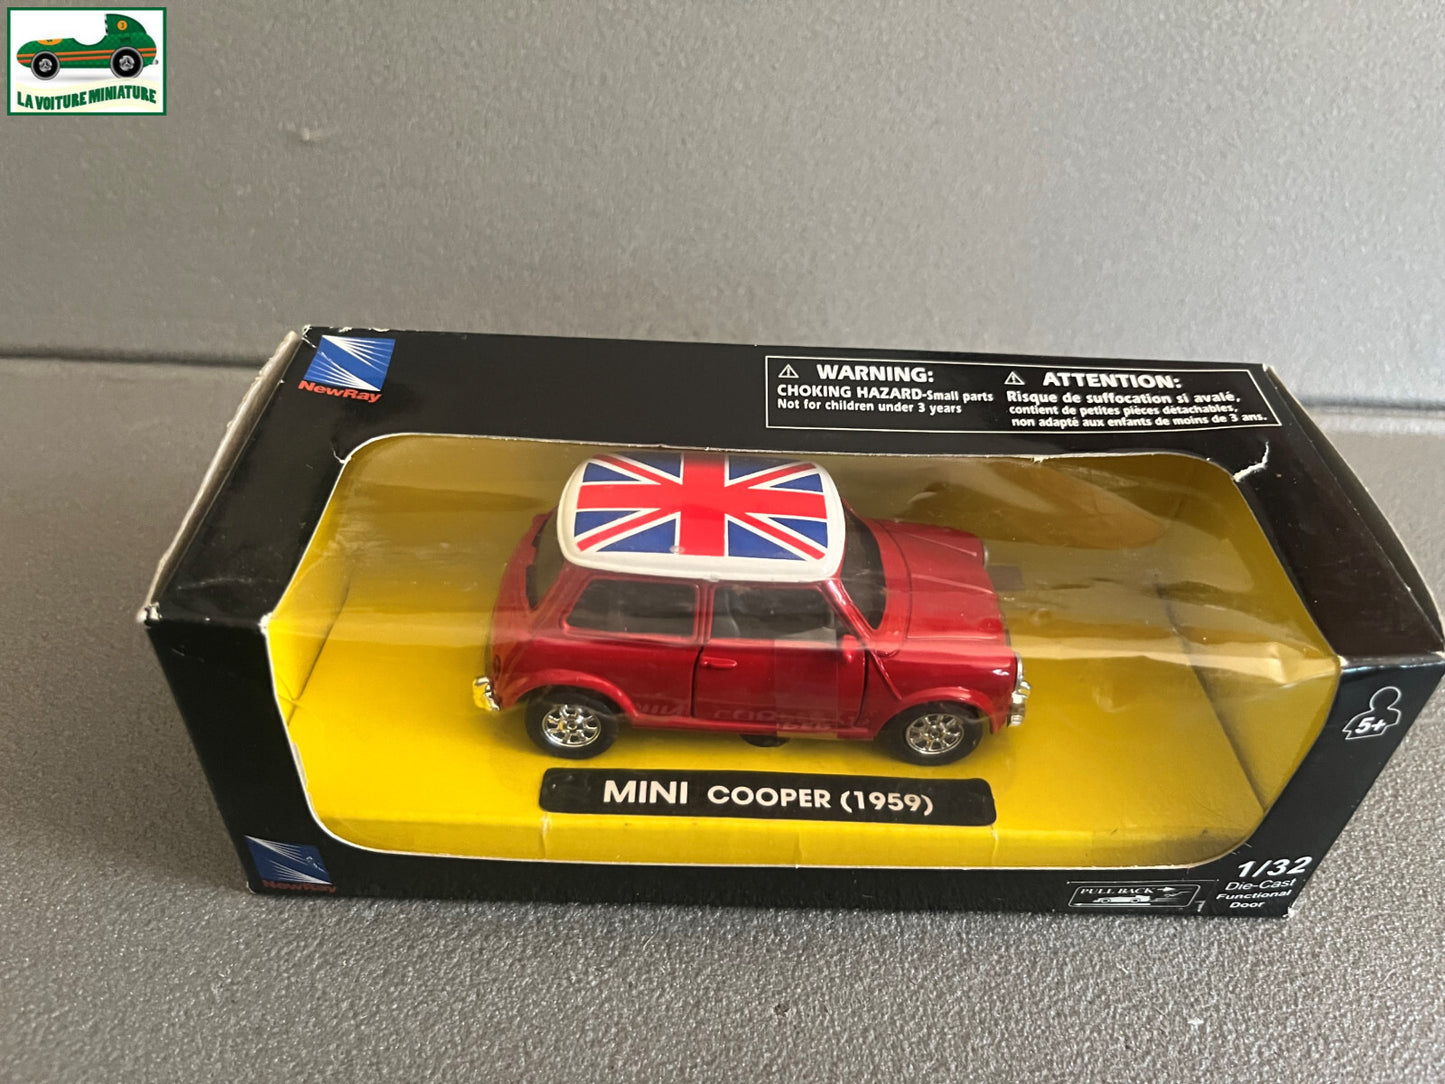 3
LA VOITURE MINIATURE
NewRay
WARNING:
CHOKING HAZARD-Small parts
Not for children under 3 years
ATTENTION:
Risque de suffocation si avalé,
contient de petites pièces détachables,
non adapté aux enfants de moins de 3 ans.
5+
MINI COOPER (1959)
NewRay
PULL BACK
1/32
Die-Cast
Functional
Door